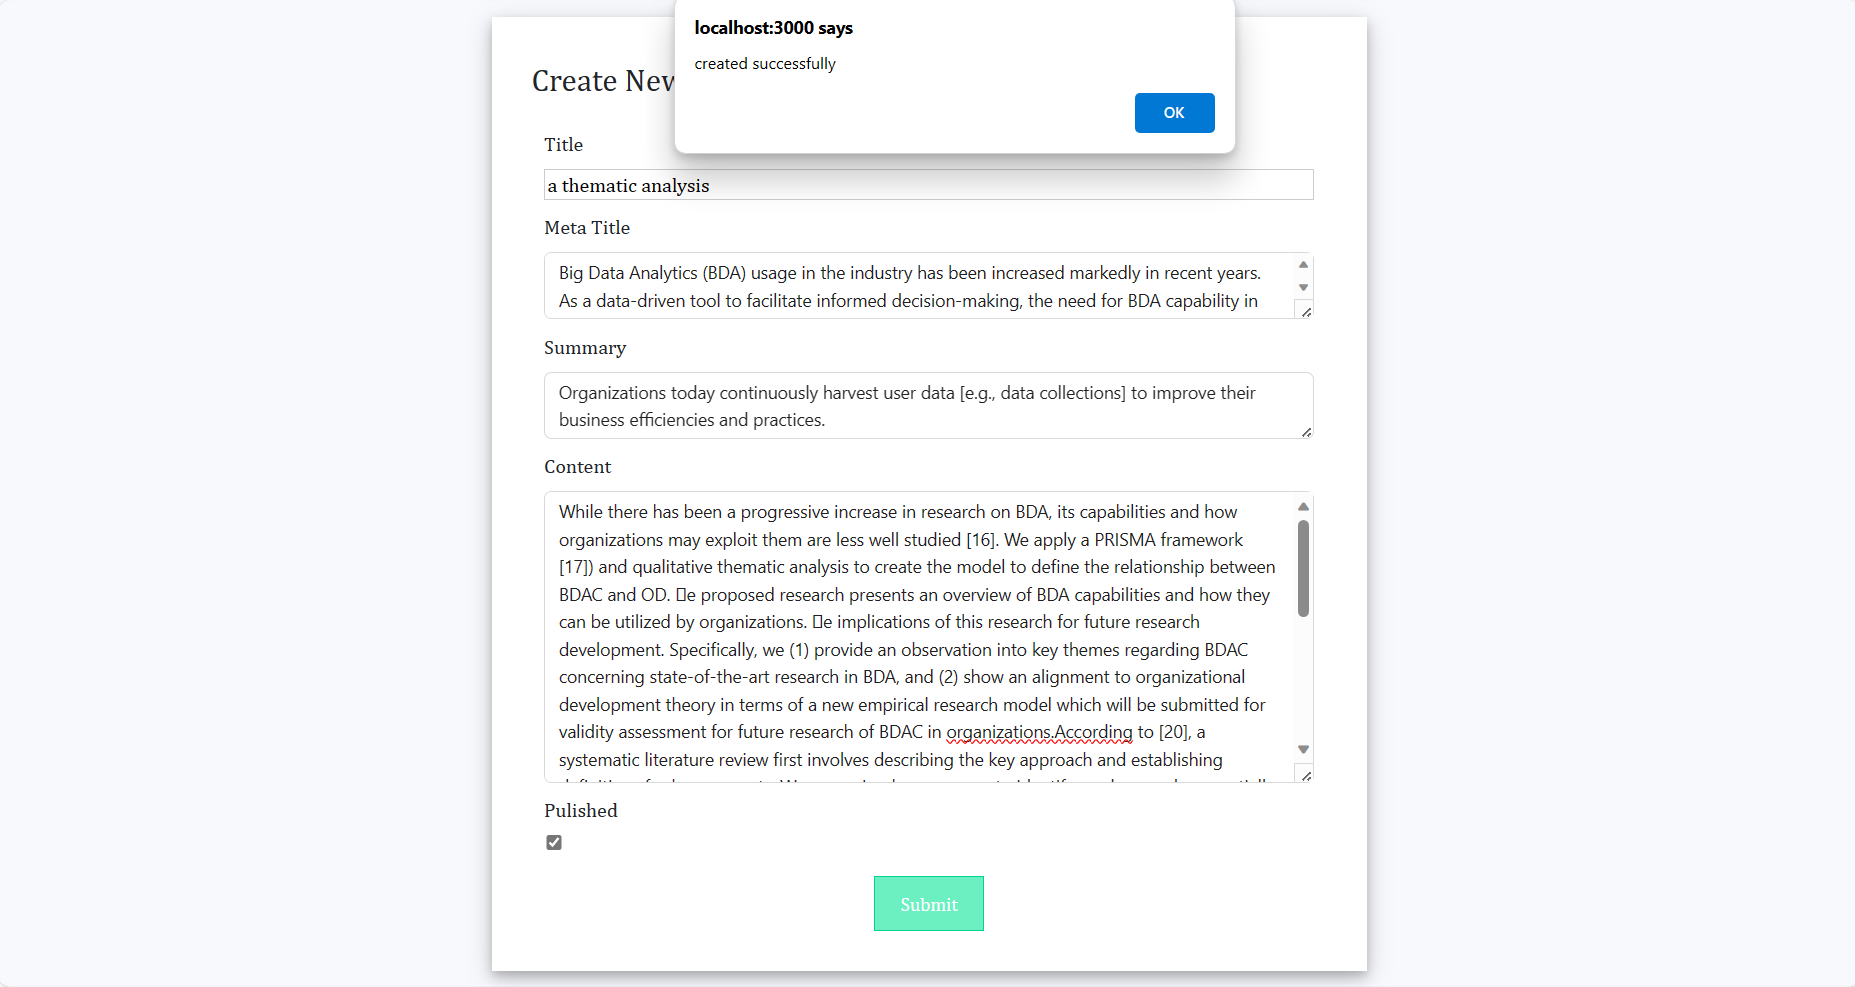 localhost:3000 says
created successfully
OK
Create New
Title
a thematic analysis
Meta Title
Big Data Analytics (BDA) usage in the industry has been increased markedly in recent years.
As a data-driven tool to facilitate informed decision-making, the need for BDA capability in
Summary
Organizations today continuously harvest user data [e.g., data collections] to improve their
business efficiencies and practices.
Content
While there has been a progressive increase in research on BDA, its capabilities and how
organizations may exploit them are less well studied [16]. We apply a PRISMA framework
[17]) and qualitative thematic analysis to create the model to define the relationship between
BDAC and OD. ▯e proposed research presents an overview of BDA capabilities and how they
can be utilized by organizations. ▯e implications of this research for future research
development. Specifically, we (1) provide an observation into key themes regarding BDAC
concerning state-of-the-art research in BDA, and (2) show an alignment to organizational
development theory in terms of a new empirical research model which will be submitted for
validity assessment for future research of BDAC in organizations.According to [20], a
systematic literature review first involves describing the key approach and establishing
Pulished
Submit